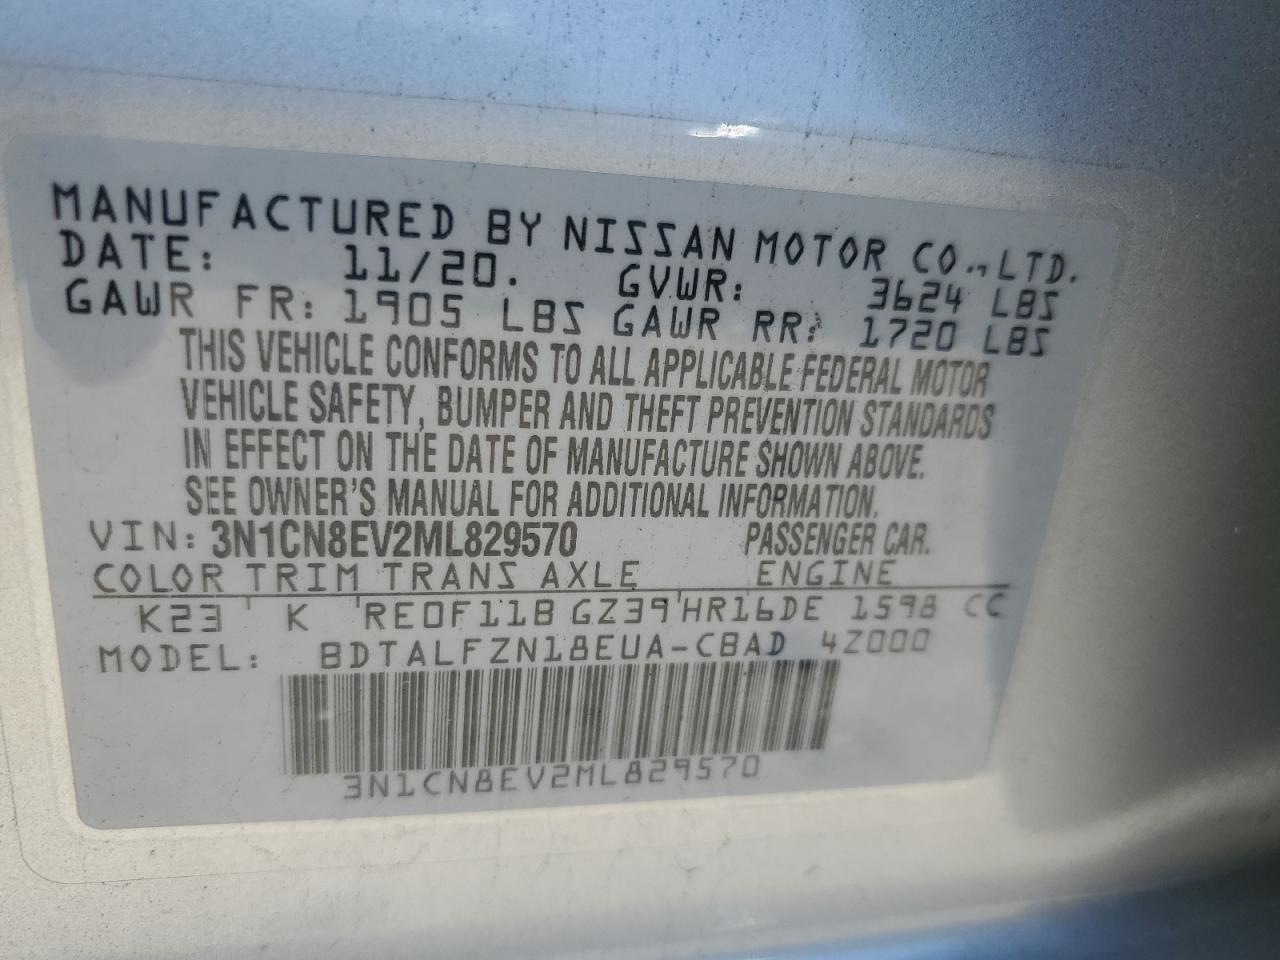 MANUFACTURED BY NISSAN MOTOR CO., LTD.
DATE: 11/20. GVWR: 3624 LBS
GAWR FR: 1905 LBS GAWR RR: 1720 LBS
THIS VEHICLE CONFORMS TO ALL APPLICABLE FEDERAL MOTOR
VEHICLE SAFETY, BUMPER AND THEFT PREVENTION STANDARDS
IN EFFECT ON THE DATE OF MANUFACTURE SHOWN ABOVE.
SEE OWNER'S MANUAL FOR ADDITIONAL INFORMATION.
VIN: 3N1CN8EV2ML829570 PASSENGER CAR.
COLOR TRIM TRANS AXLE ENGINE
K23 K RE0F11B GZ39 HR16DE 1598 CC
MODEL: BDTALFZN18EUA-CBAD 4Z000
3N1CN8EV2ML829570